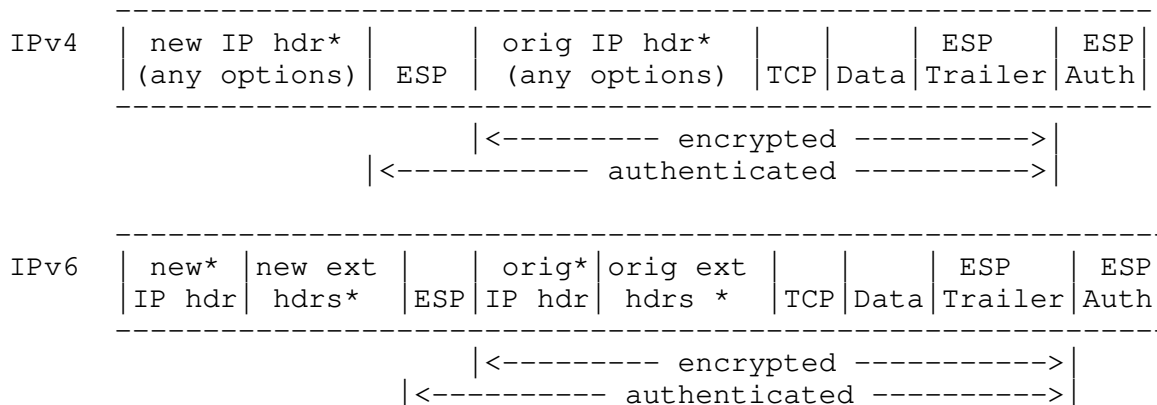 -----------------------------------------------------------
IPv4 | new IP hdr* | | orig IP hdr* | | | ESP | ESP|
|(any options)| ESP | (any options) |TCP|Data|Trailer|Auth|
-----------------------------------------------------------
|<--------- encrypted ---------->|
|<----------- authenticated ---------->|
------------------------------------------------------------
IPv6 | new* |new ext | | orig*|orig ext | | | ESP | ESP
|IP hdr| hdrs* |ESP|IP hdr| hdrs * |TCP|Data|Trailer|Auth
------------------------------------------------------------
|<--------- encrypted ----------->|
|<---------- authenticated ---------->|